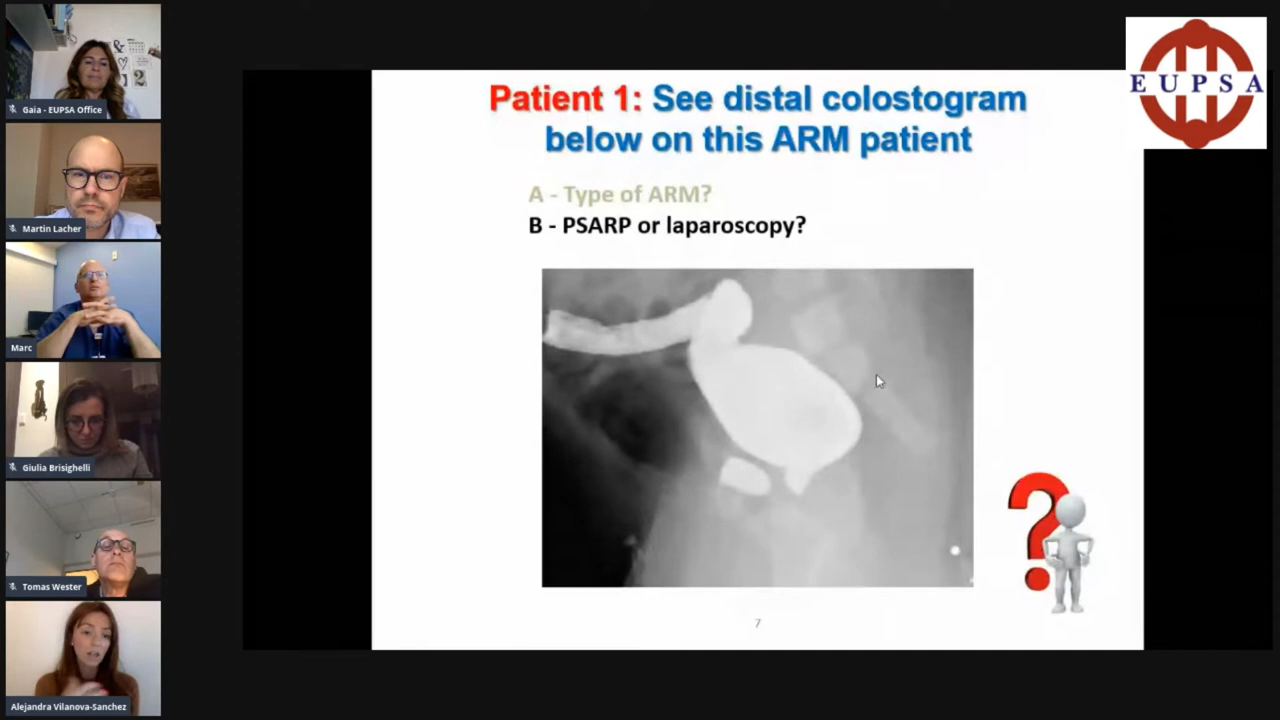 Gaia - EUPSA Office
Martin Lacher
Marc
Giulia Brisighelli
Tomas Wester
Alejandra Vilanova-Sanchez
Patient 1: See distal colostogram
below on this ARM patient
A - Type of ARM?
B - PSARP or laparoscopy?
?
7
EUPSA